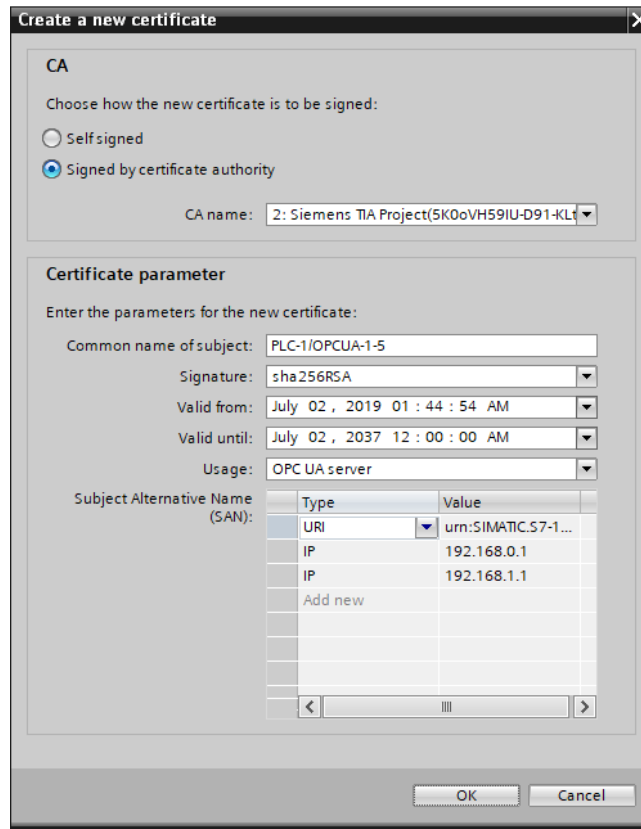 Create a new certificate
CA
Choose how the new certificate is to be signed:
Self signed
Signed by certificate authority
CA name: 2: Siemens TIA Project(5K0oVH59IU-D91-KLt
Certificate parameter
Enter the parameters for the new certificate:
Common name of subject: PLC-1/OPCUA-1-5
Signature: sha256RSA
Valid from: July 02 , 2019 01 : 44 : 54 AM
Valid until: July 02 , 2037 12 : 00 : 00 AM
Usage: OPC UA server
Subject Alternative Name (SAN):
Type Value
URI urn:SIMATIC.S7-1...
IP 192.168.0.1
IP 192.168.1.1
Add new
OK Cancel